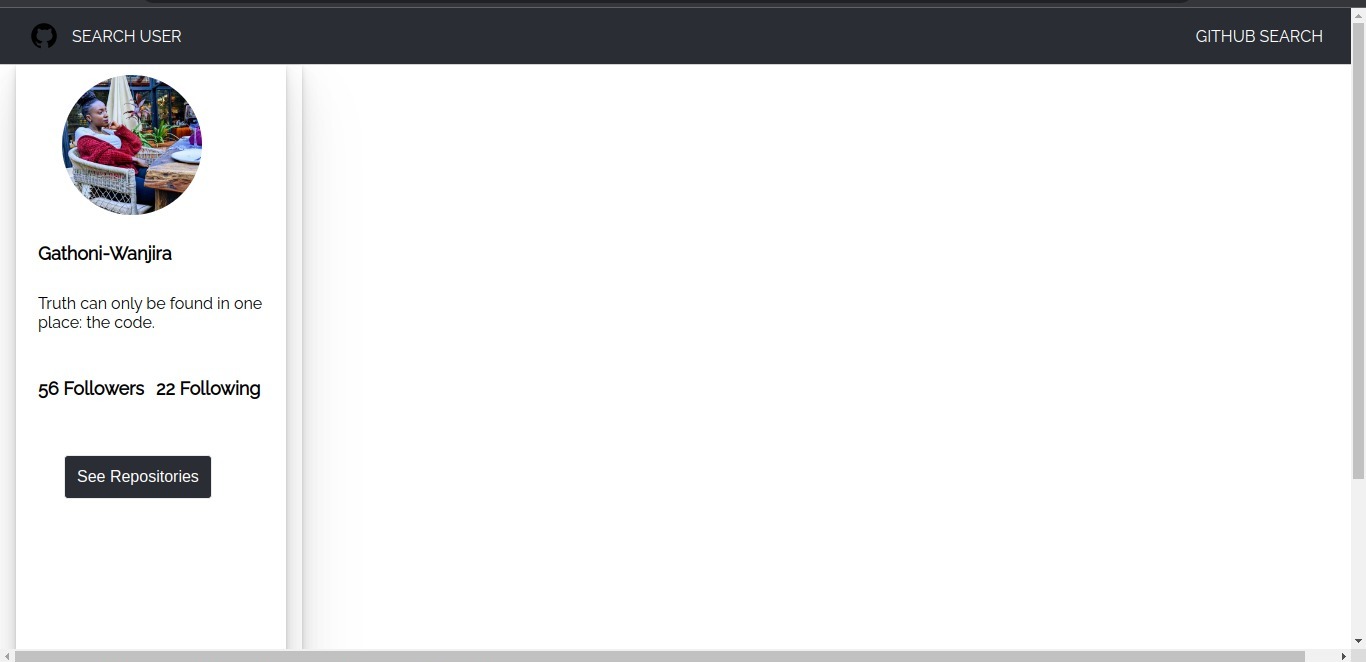 SEARCH USER
GITHUB SEARCH
Gathoni-Wanjira
Truth can only be found in one
place: the code.
56 Followers 22 Following
See Repositories